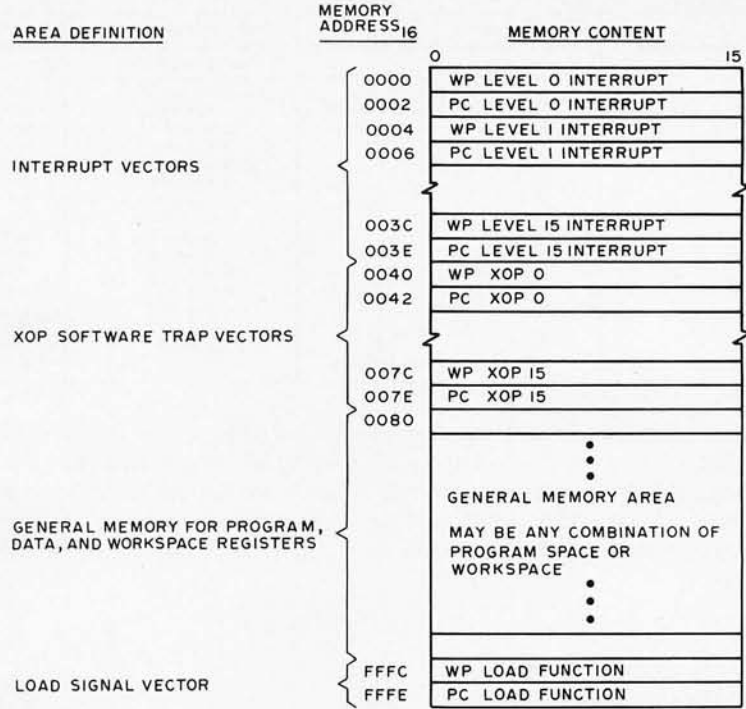 AREA DEFINITION
MEMORY ADDRESS16
MEMORY CONTENT
0 15
0000 WP LEVEL 0 INTERRUPT
0002 PC LEVEL 0 INTERRUPT
0004 WP LEVEL 1 INTERRUPT
0006 PC LEVEL 1 INTERRUPT
INTERRUPT VECTORS
003C WP LEVEL 15 INTERRUPT
003E PC LEVEL 15 INTERRUPT
0040 WP XOP 0
0042 PC XOP 0
XOP SOFTWARE TRAP VECTORS
007C WP XOP 15
007E PC XOP 15
0080
GENERAL MEMORY AREA
GENERAL MEMORY FOR PROGRAM,
DATA, AND WORKSPACE REGISTERS
MAY BE ANY COMBINATION OF
PROGRAM SPACE OR
WORKSPACE
FFFC WP LOAD FUNCTION
LOAD SIGNAL VECTOR
FFFE PC LOAD FUNCTION